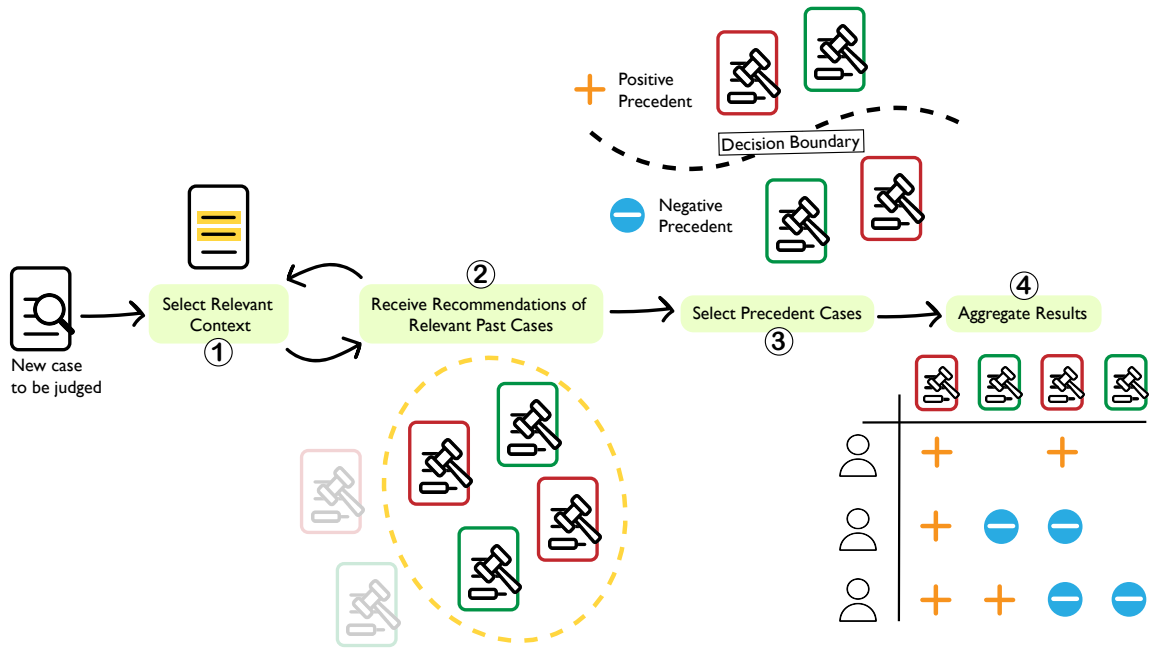 Positive
Precedent
Decision Boundary
Negative
Precedent
New case
to be judged
Select Relevant
Context
1
2
Receive Recommendations of
Relevant Past Cases
Select Precedent Cases
3
4
Aggregate Results